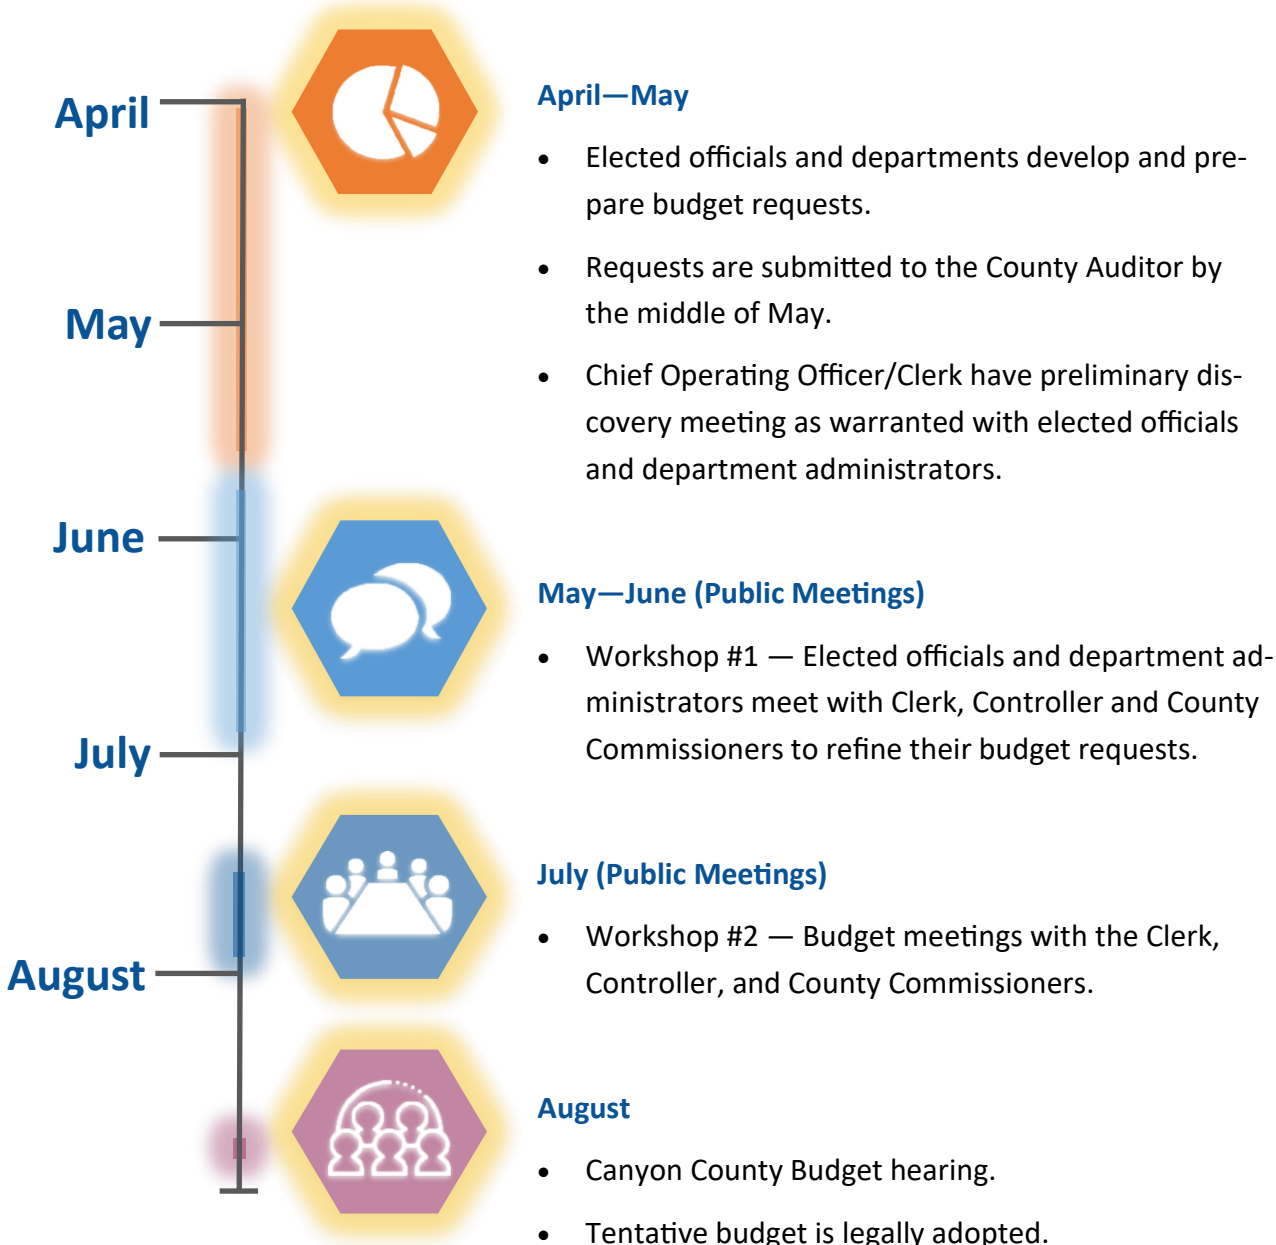 April
May
June
July
August
April—May
• Elected officials and departments develop and pre-
pare budget requests.
• Requests are submitted to the County Auditor by
the middle of May.
• Chief Operating Officer/Clerk have preliminary dis-
covery meeting as warranted with elected officials
and department administrators.
May—June (Public Meetings)
• Workshop #1 — Elected officials and department ad-
ministrators meet with Clerk, Controller and County
Commissioners to refine their budget requests.
July (Public Meetings)
• Workshop #2 — Budget meetings with the Clerk,
Controller, and County Commissioners.
August
• Canyon County Budget hearing.
• Tentative budget is legally adopted.